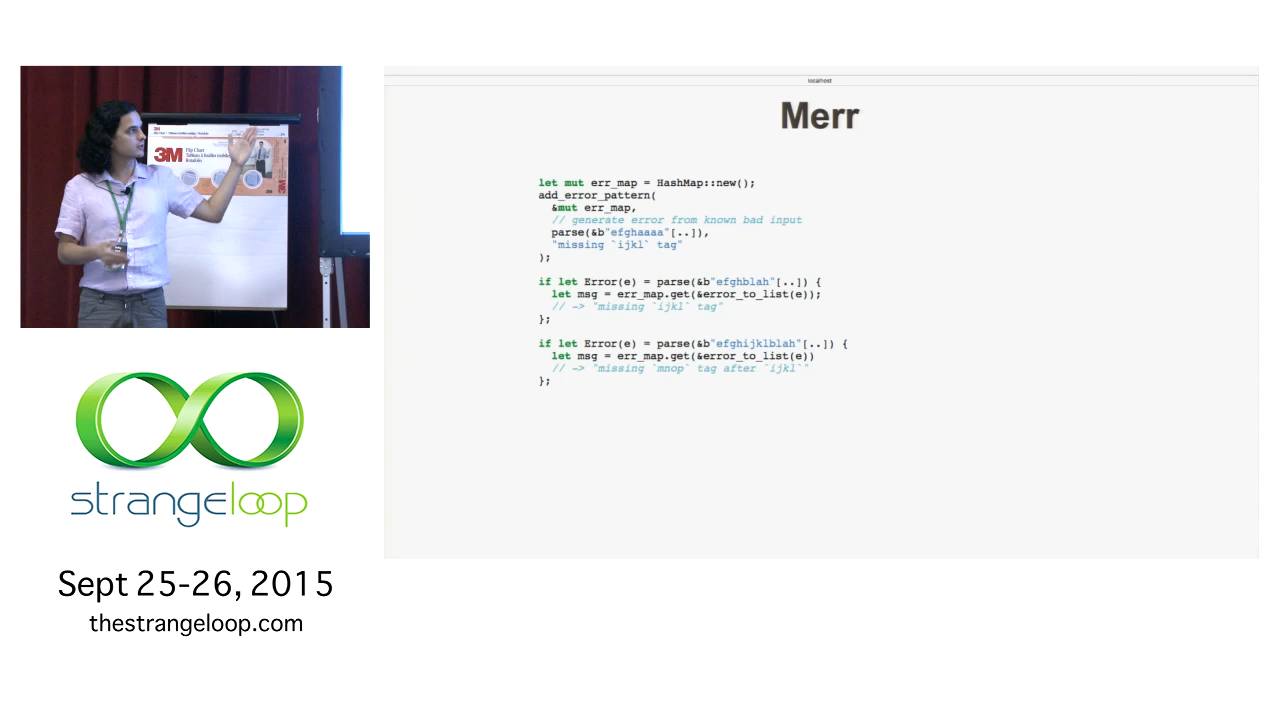 localhost
Merr
let mut err_map = HashMap::new();
add_error_pattern(
&mut err_map,
// generate error from known bad input
parse(&b"efghaaaa"[..]),
"missing `ijkl` tag"
);
if let Error(e) = parse(&b"efghblah"[..]) {
let msg = err_map.get(&error_to_list(e));
// -> "missing `ijkl` tag"
};
if let Error(e) = parse(&b"efghijklblah"[..]) {
let msg = err_map.get(&error_to_list(e))
// -> "missing `mnop` tag after `ijkl`"
};
3M
Flip Chart
3M
3M
strangeloop
Sept 25-26, 2015
thestrangeloop.com